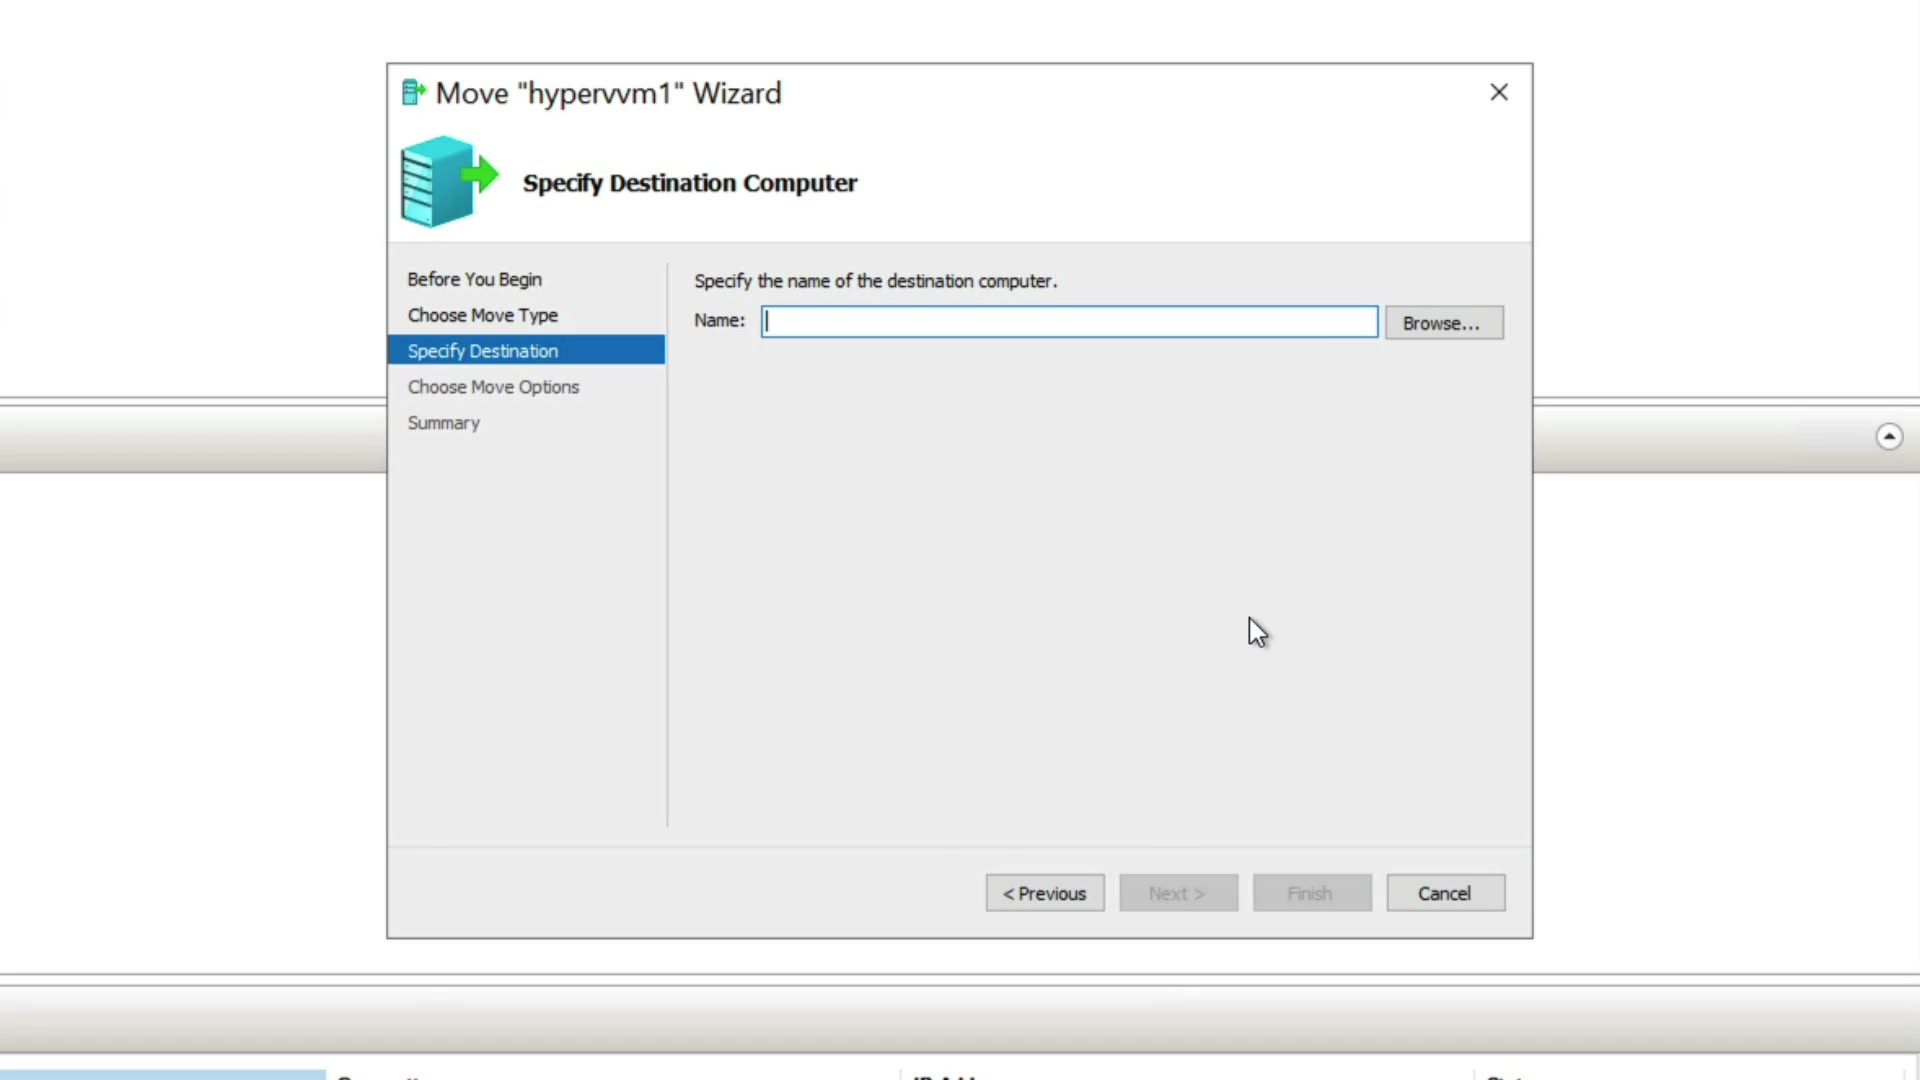 Move "hypervvm1" Wizard
Specify Destination Computer
Before You Begin
Choose Move Type
Specify Destination
Choose Move Options
Summary
Specify the name of the destination computer.
Name:
Browse...
< Previous
Next >
Finish
Cancel